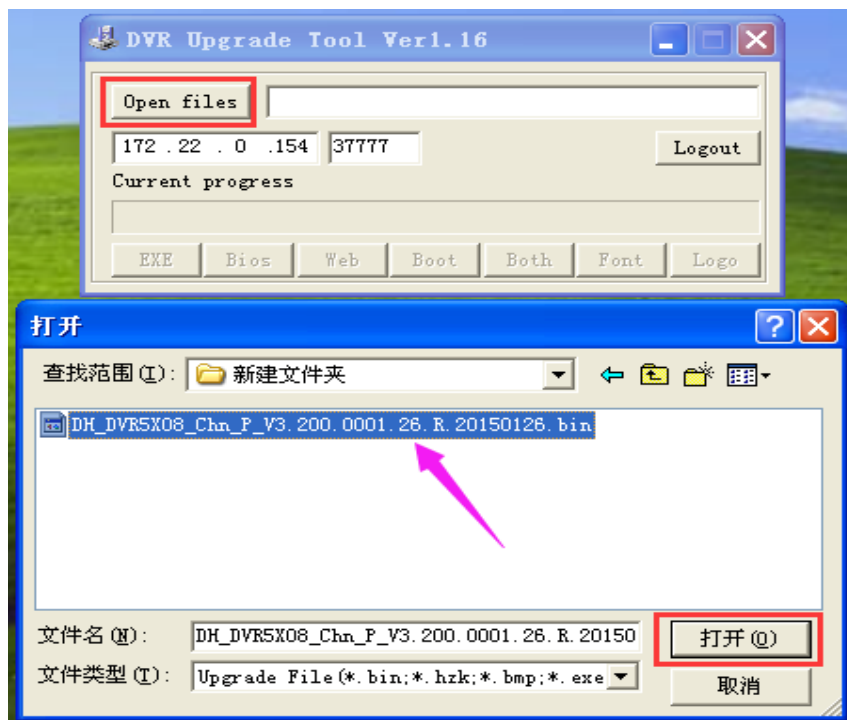 DVR Upgrade Tool Ver1.16
Open files
172 .22 . 0 .154 37777 Logout
Current progress
EXE Bios Web Boot Both Font Logo
打开
查找范围(I): 新建文件夹
DH_DVR5X08_Chn_P_V3.200.0001.26.R.20150126.bin
文件名(N): DH_DVR5X08_Chn_P_V3.200.0001.26.R.20150 打开(O)
文件类型(T): Upgrade File(*.bin;*.hzk;*.bmp;*.exe 取消